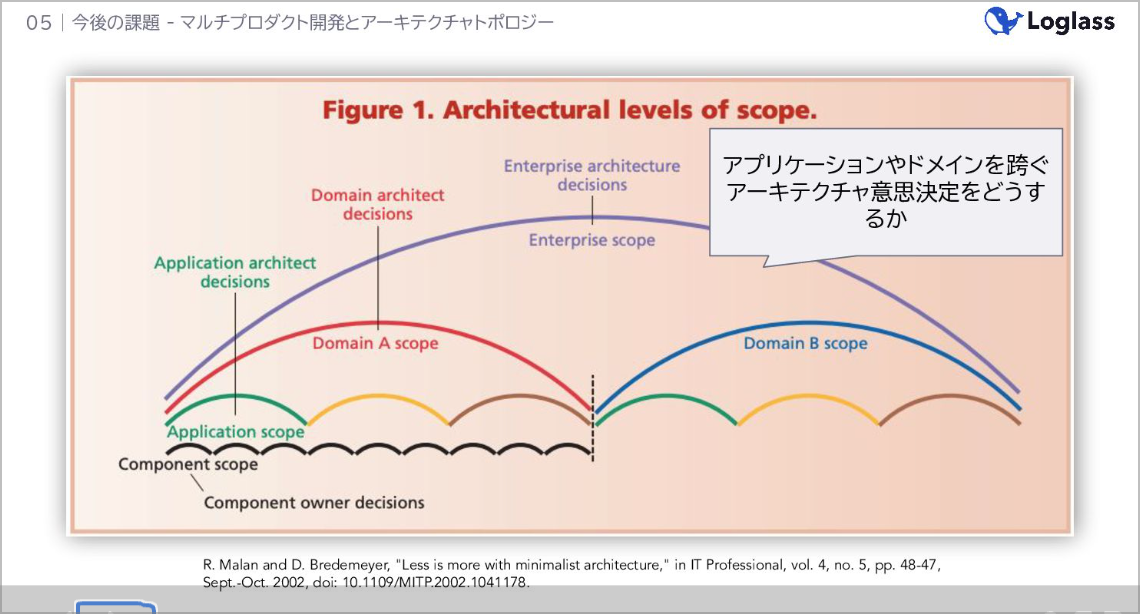 05 | 今後の課題 - マルチプロダクト開発とアーキテクチャトポロジー
Loglass
Figure 1. Architectural levels of scope.
アプリケーションやドメインを跨ぐ
アーキテクチャ意思決定をどうす
るか
Enterprise architecture
decisions
Enterprise scope
Domain architect
decisions
Application architect
decisions
Domain A scope
Domain B scope
Application scope
Component scope
Component owner decisions
R. Malan and D. Bredemeyer, "Less is more with minimalist architecture," in IT Professional, vol. 4, no. 5, pp. 48-47,
Sept.-Oct. 2002, doi: 10.1109/MITP.2002.1041178.